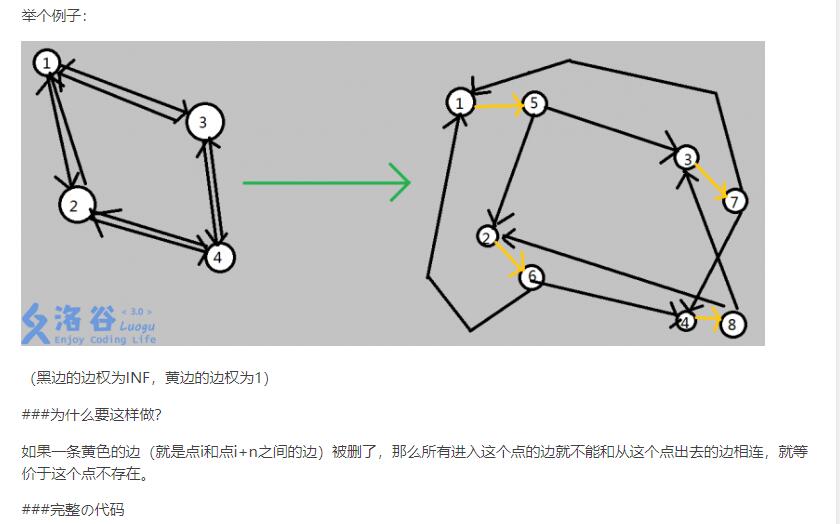 举个例子：
1
3
2
4
1
5
3
7
2
6
4
8
洛谷 < 3.0 >
Luogu
Enjoy Coding Life
（黑边的边权为INF，黄边的边权为1）
###为什么要这样做？
如果一条黄色的边（就是点i和点i+n之间的边）被删了，那么所有进入这个点的边就不能和从这个点出去的边相连，就等
价于这个点不存在。
###完整の代码